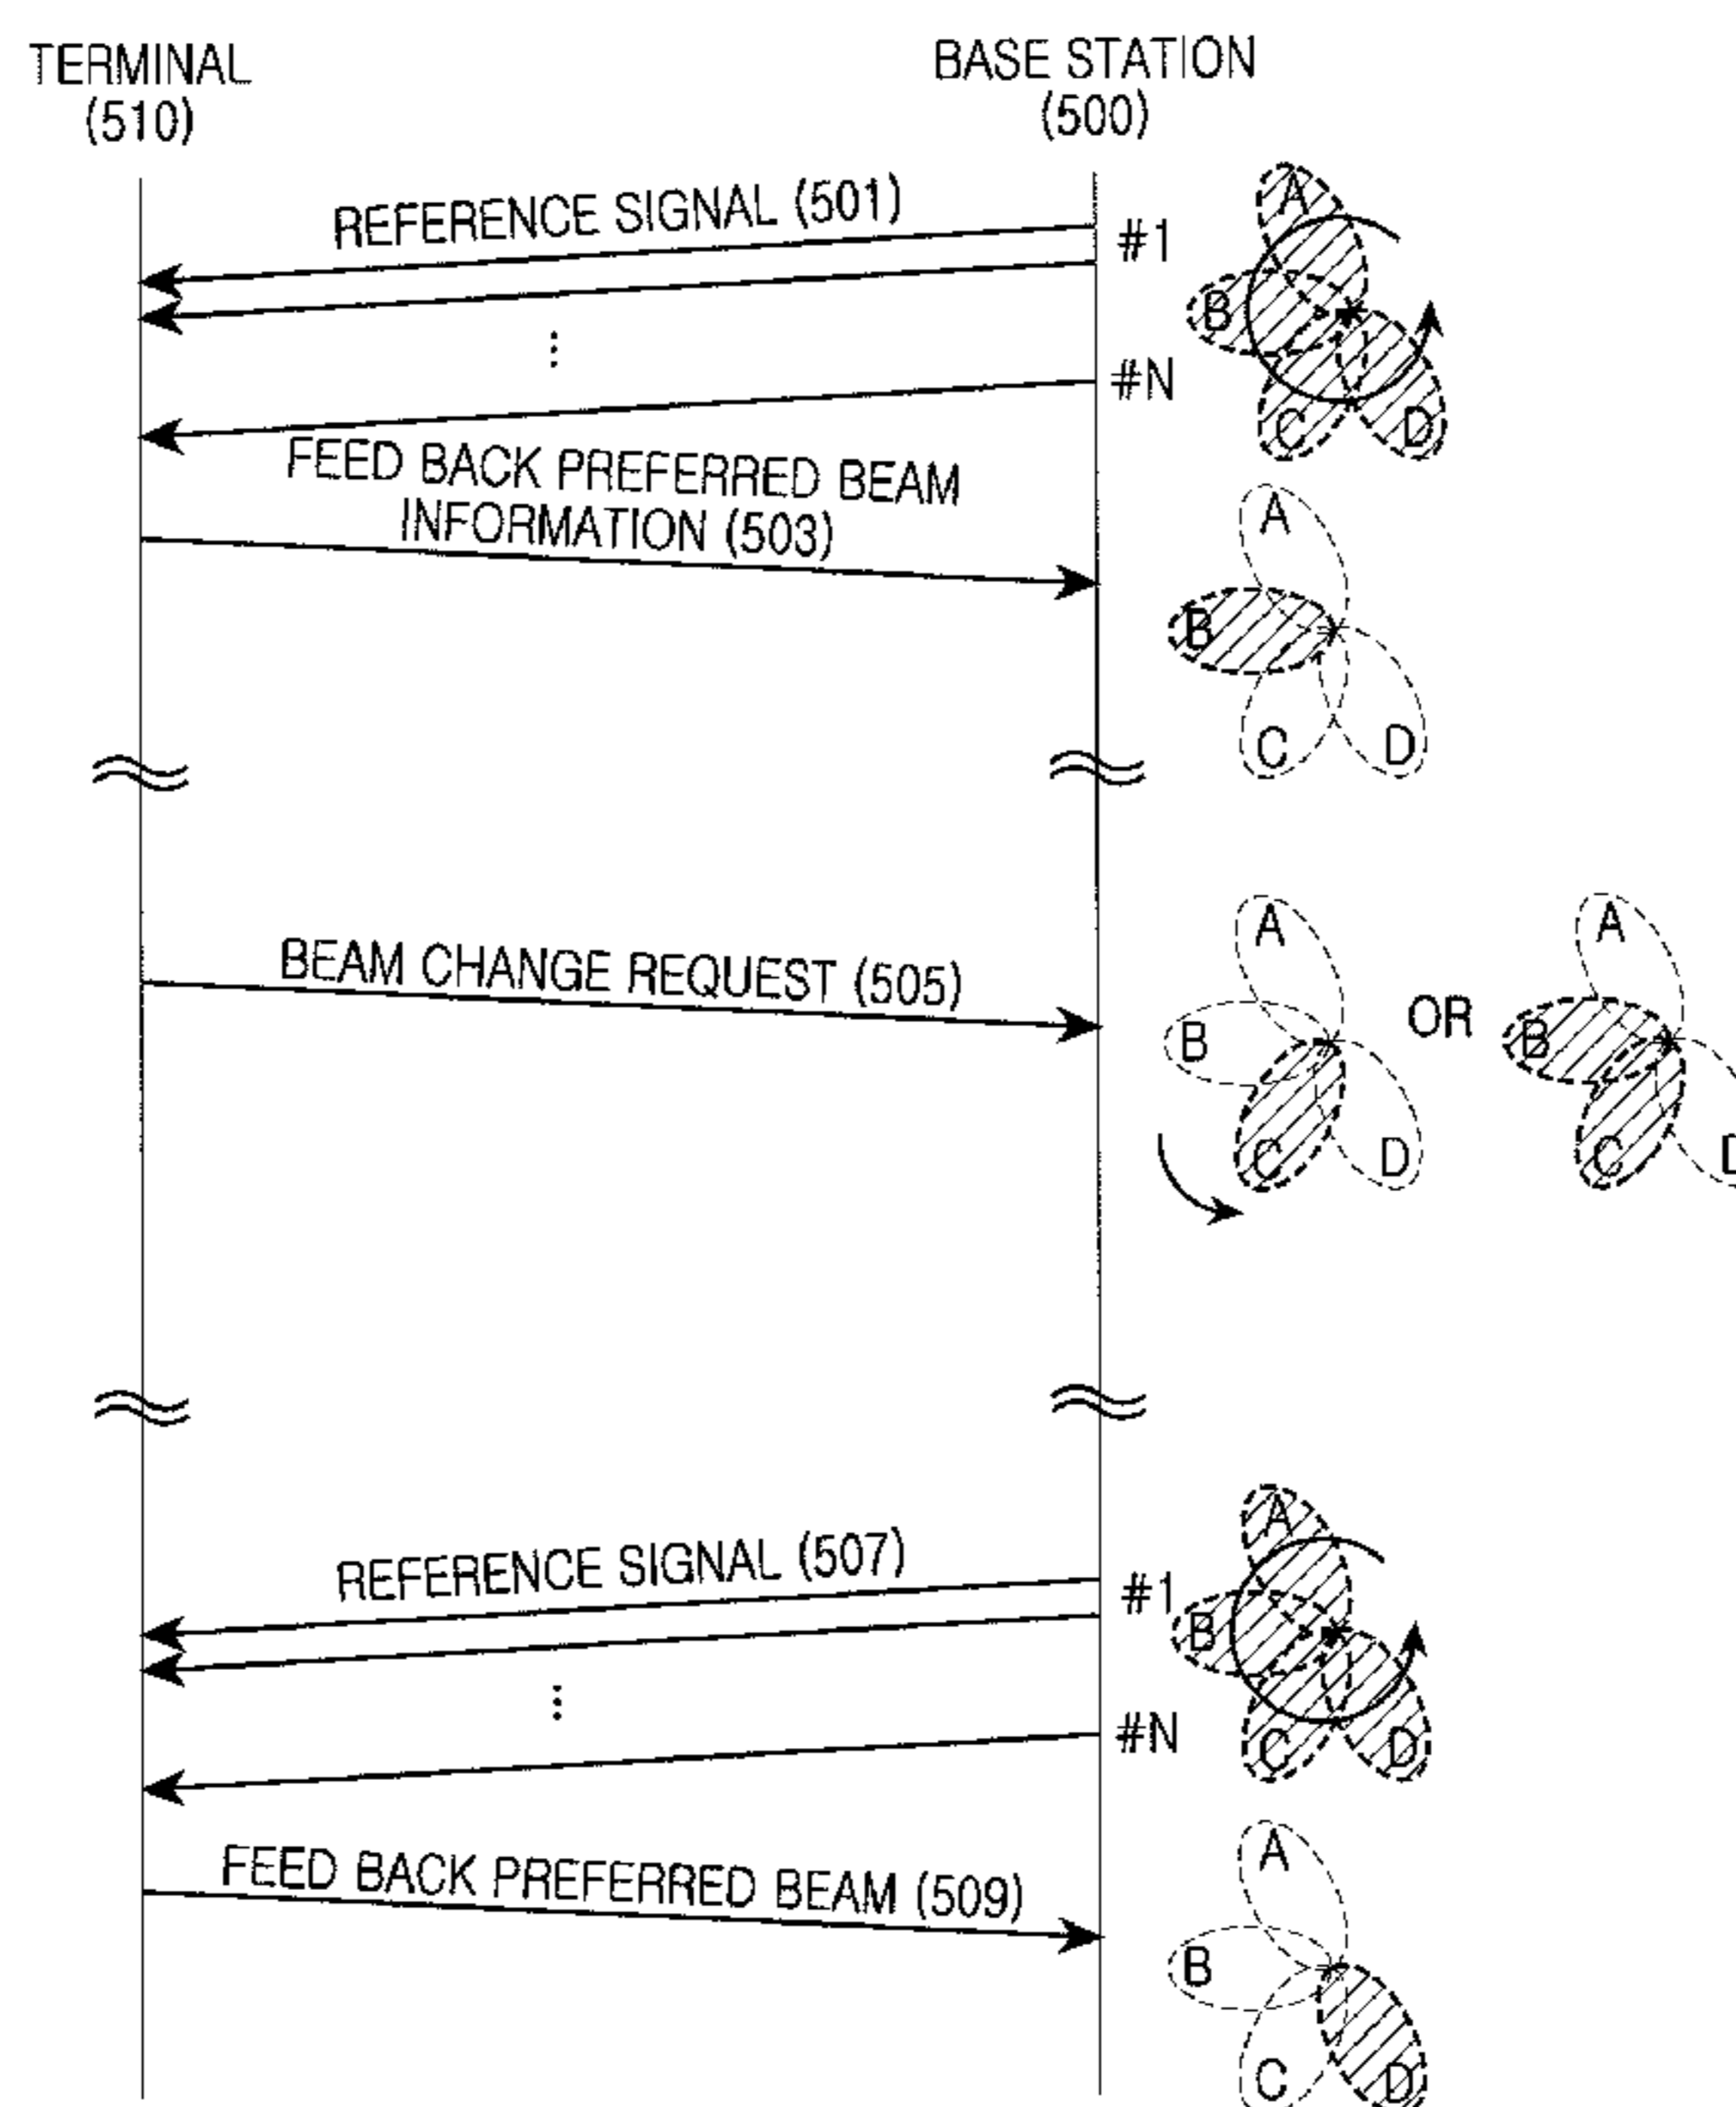 TERMINAL
(510)
BASE STATION
(500)
REFERENCE SIGNAL (501)
#1
#N
A
B
C
D
FEED BACK PREFERRED BEAM
INFORMATION (503)
A
B
C
D
BEAM CHANGE REQUEST (505)
A
B
C
D
OR
A
B
C
D
REFERENCE SIGNAL (507)
#1
#N
A
B
C
D
FEED BACK PREFERRED BEAM (509)
A
B
C
D